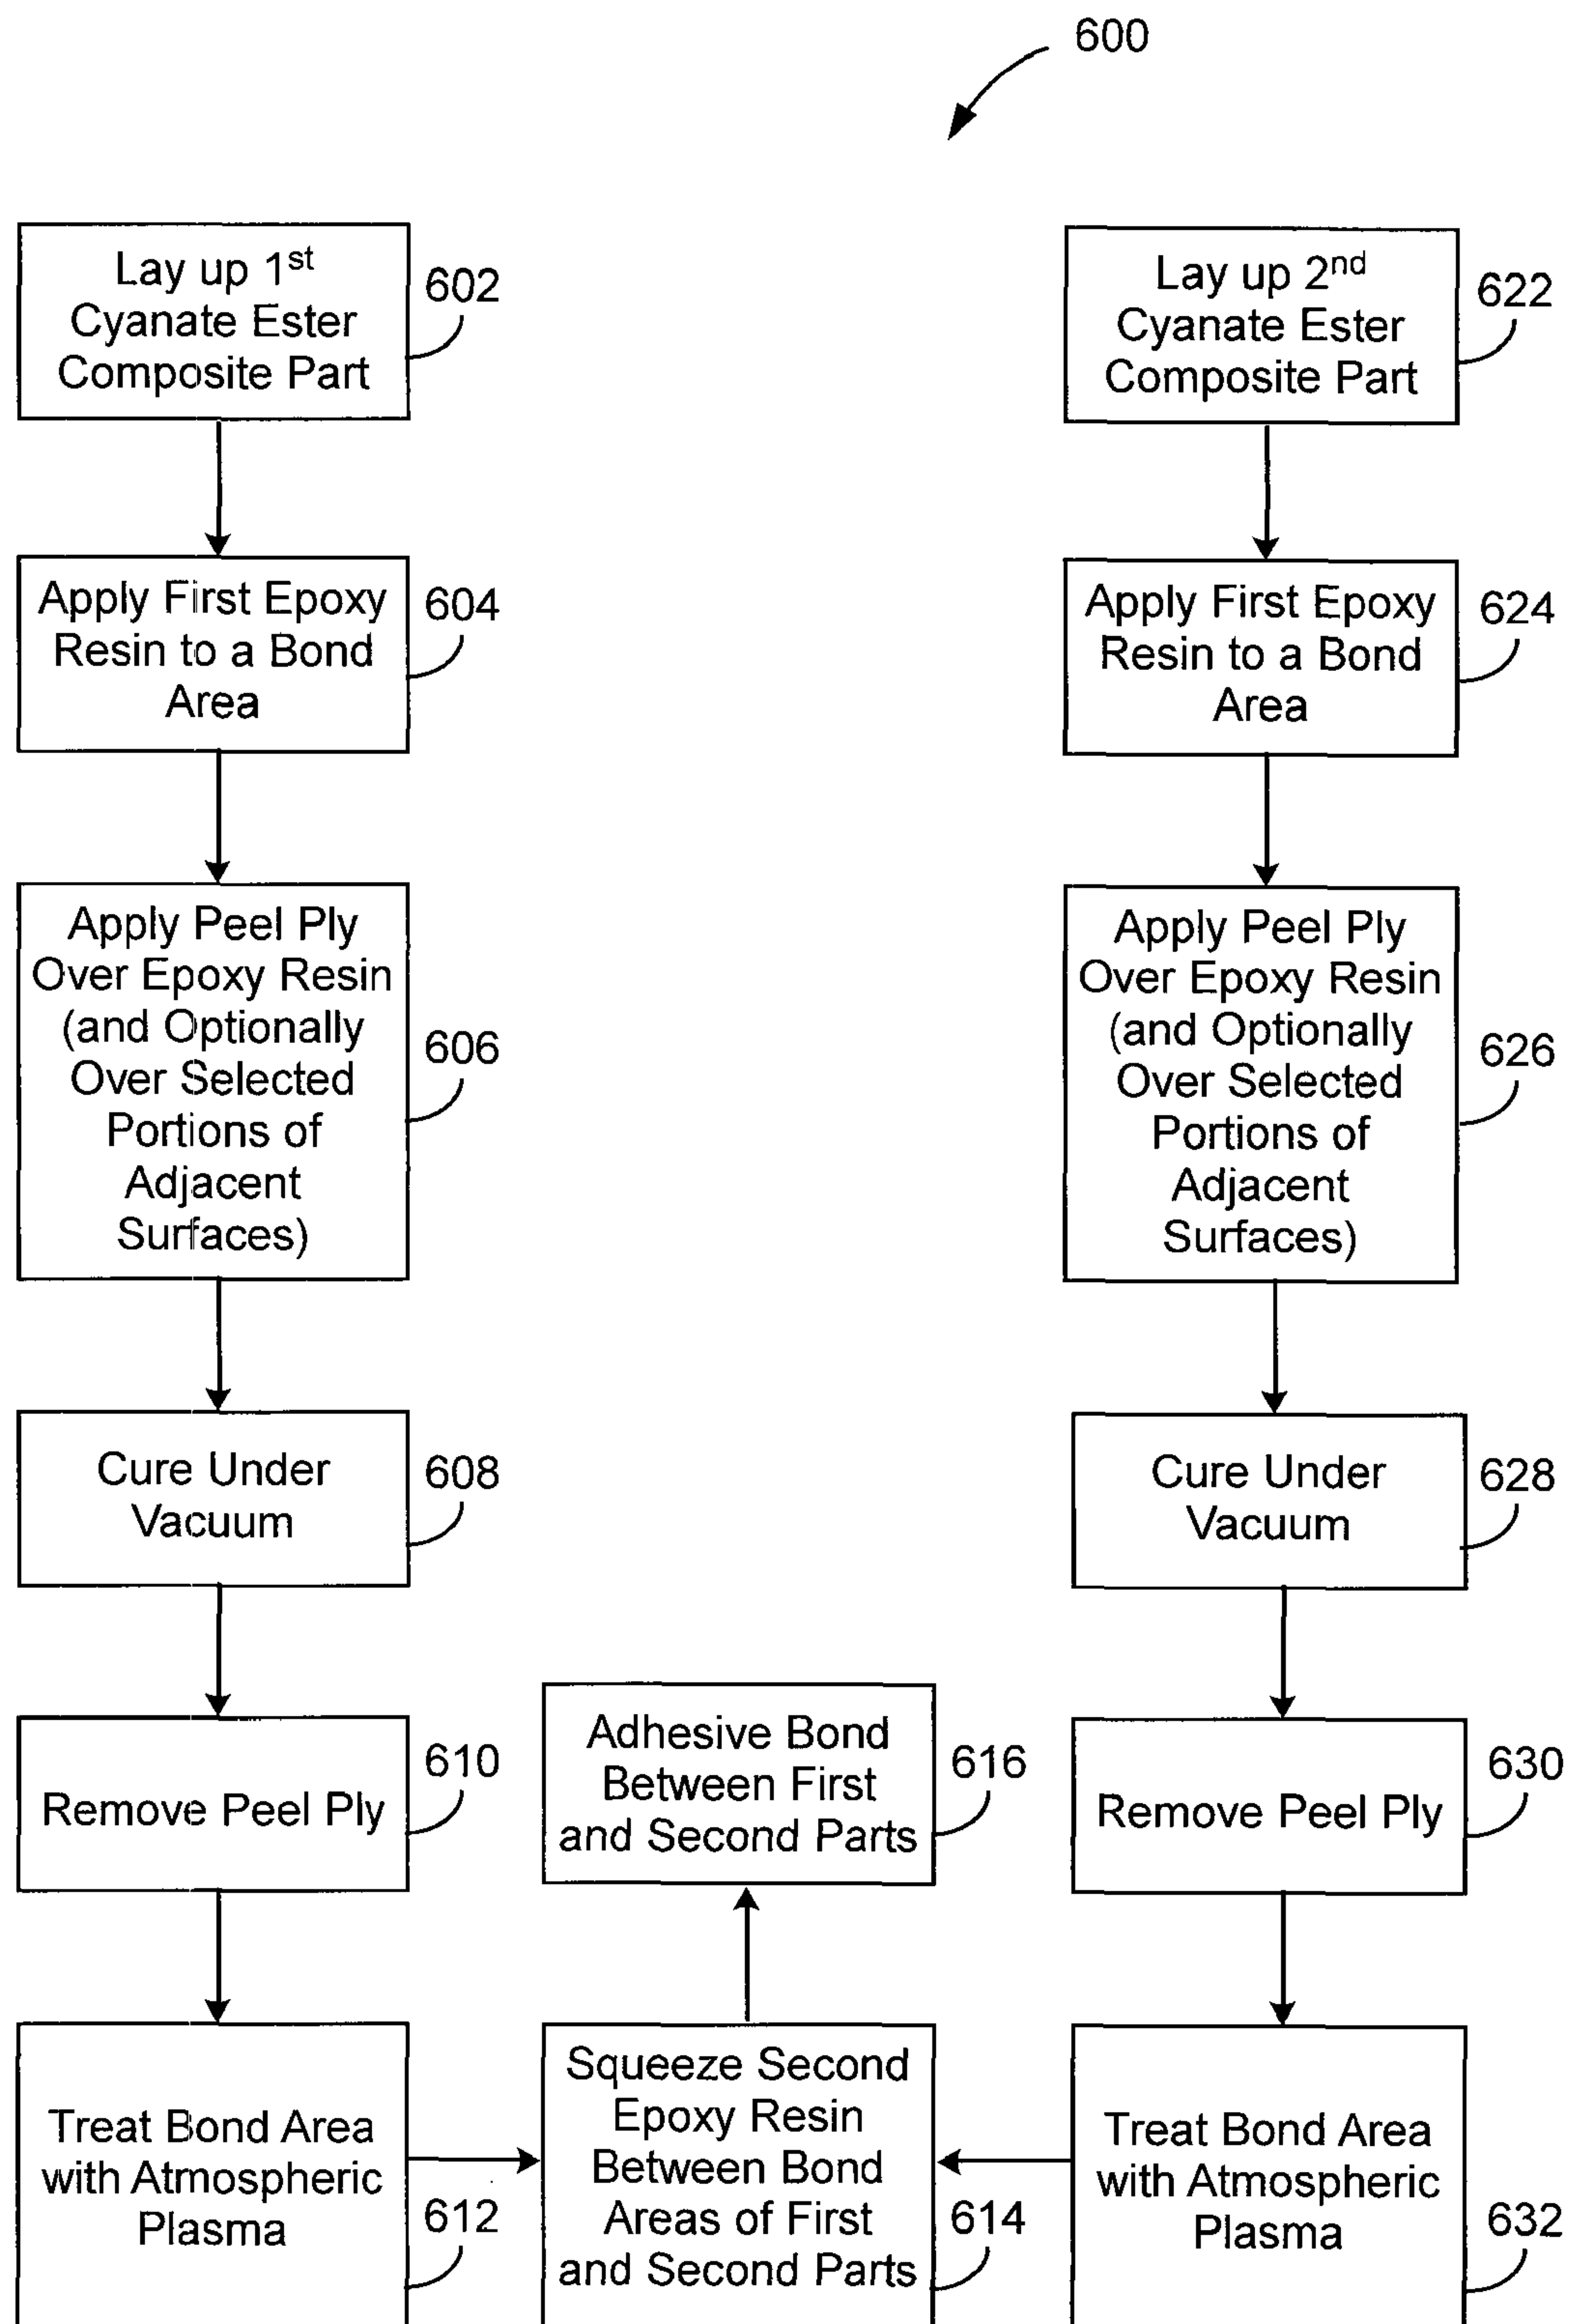 600
Lay up 1st
Cyanate Ester
Composite Part
602
Apply First Epoxy
Resin to a Bond
Area
604
Apply Peel Ply
Over Epoxy Resin
(and Optionally
Over Selected
Portions of
Adjacent
Surfaces)
606
Cure Under
Vacuum
608
Remove Peel Ply
610
Treat Bond Area
with Atmospheric
Plasma
612
Lay up 2nd
Cyanate Ester
Composite Part
622
Apply First Epoxy
Resin to a Bond
Area
624
Apply Peel Ply
Over Epoxy Resin
(and Optionally
Over Selected
Portions of
Adjacent
Surfaces)
626
Cure Under
Vacuum
628
Remove Peel Ply
630
Treat Bond Area
with Atmospheric
Plasma
632
Squeeze Second
Epoxy Resin
Between Bond
Areas of First
and Second Parts
614
Adhesive Bond
Between First
and Second Parts
616